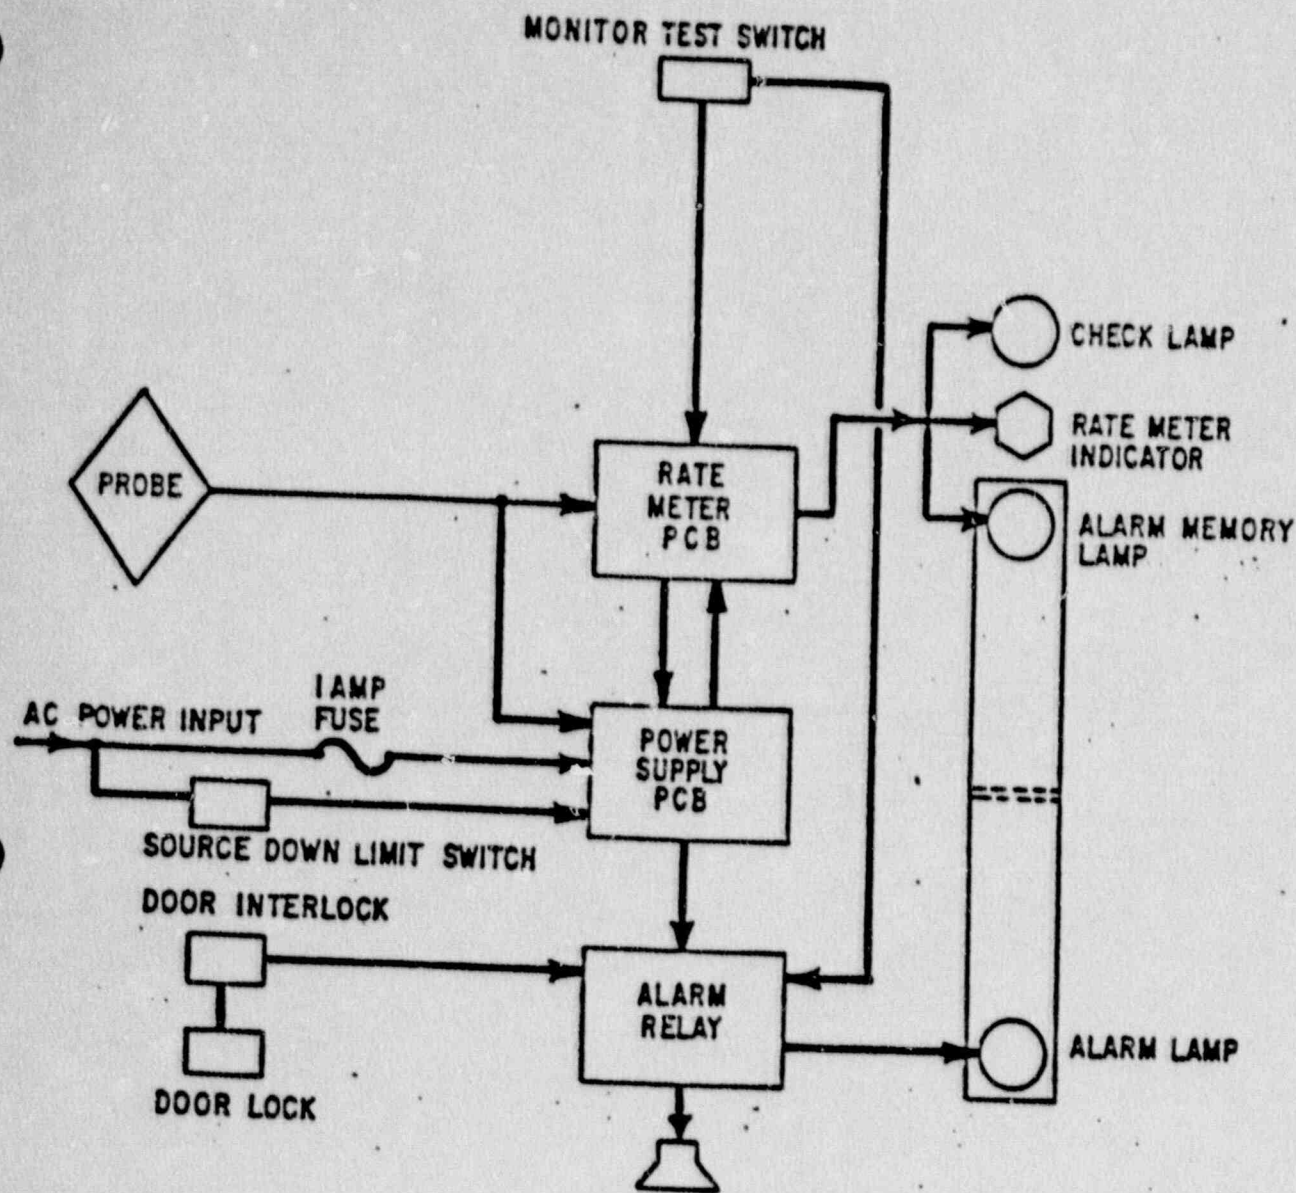 MONITOR TEST SWITCH
CHECK LAMP
RATE METER
INDICATOR
PROBE
RATE
METER
PCB
ALARM MEMORY
LAMP
1 AMP
FUSE
AC POWER INPUT
POWER
SUPPLY
PCB
SOURCE DOWN LIMIT SWITCH
DOOR INTERLOCK
ALARM
RELAY
ALARM LAMP
DOOR LOCK